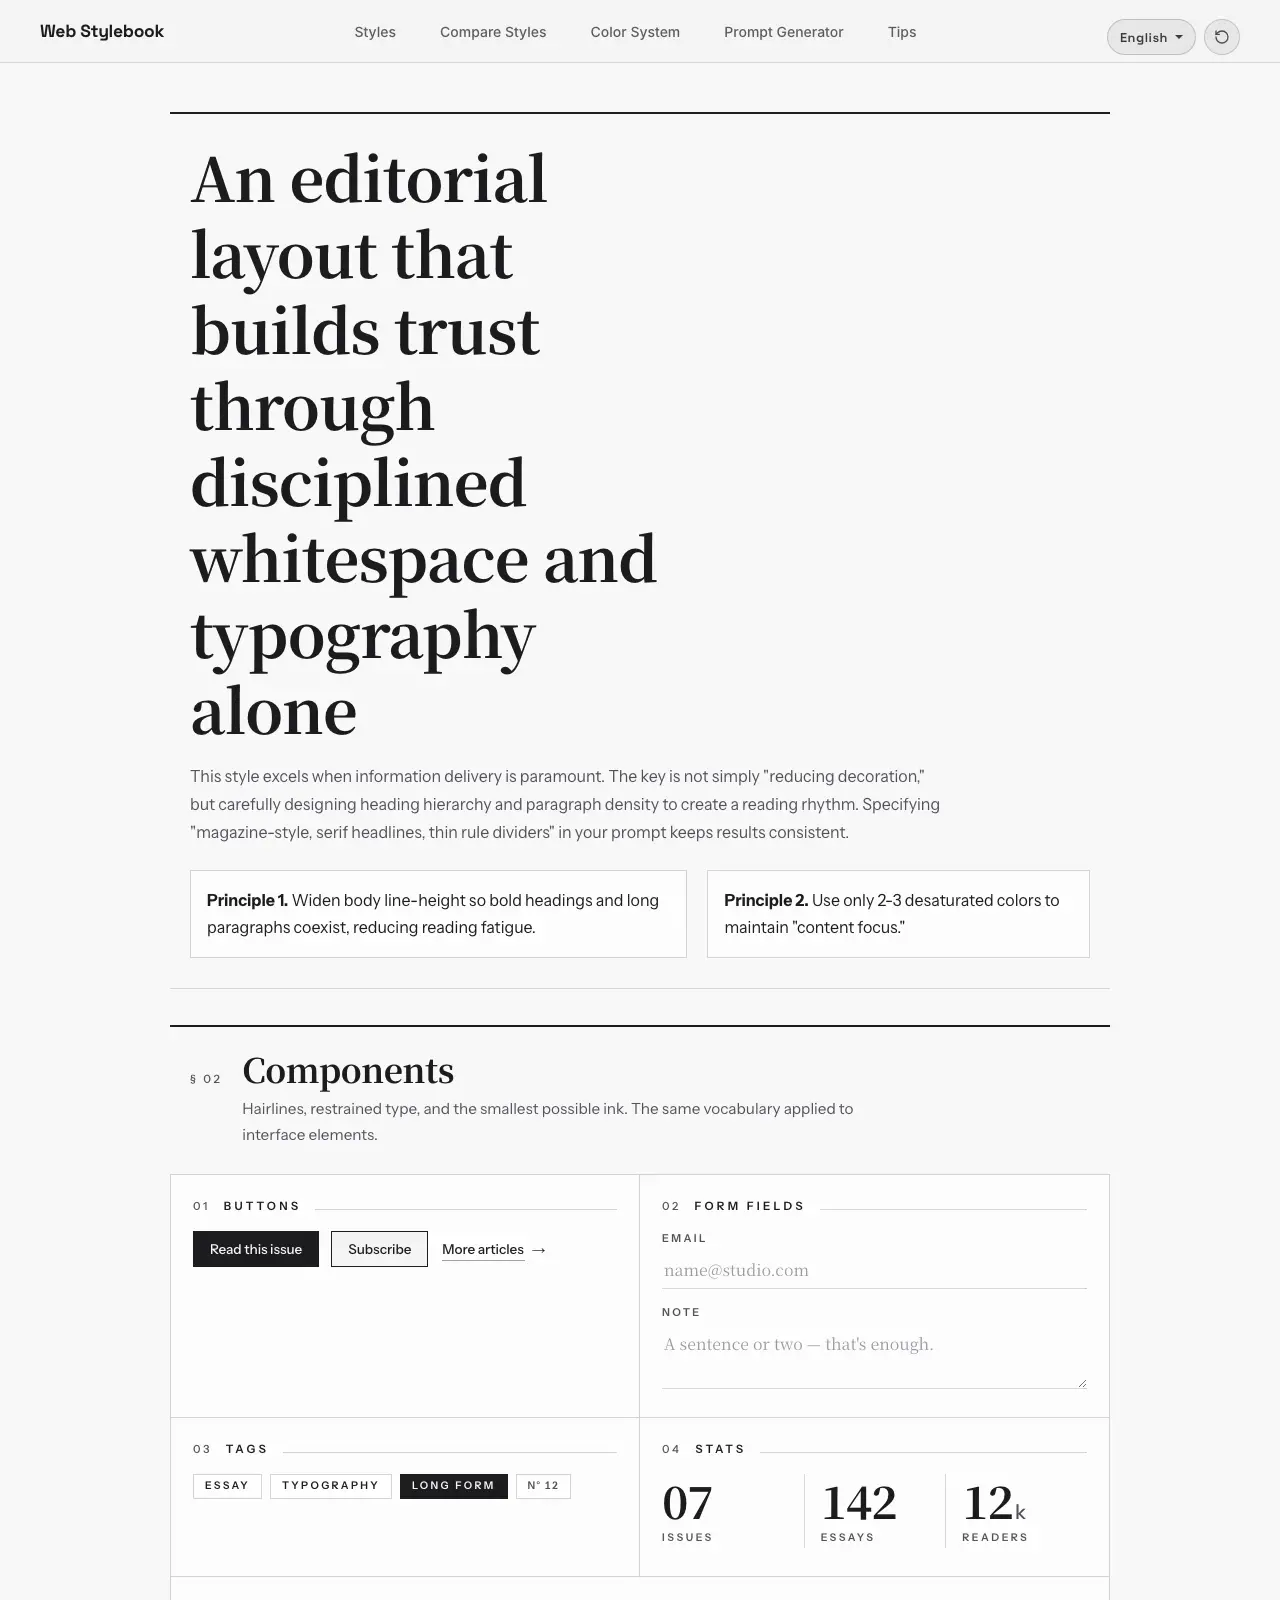 Web Stylebook
Styles
Compare Styles
Color System
Prompt Generator
Tips
English
An editorial
layout that
builds trust
through
disciplined
whitespace and
typography
alone
This style excels when information delivery is paramount. The key is not simply "reducing decoration,"
but carefully designing heading hierarchy and paragraph density to create a reading rhythm. Specifying
"magazine-style, serif headlines, thin rule dividers" in your prompt keeps results consistent.
Principle 1. Widen body line-height so bold headings and long
paragraphs coexist, reducing reading fatigue.
Principle 2. Use only 2–3 desaturated colors to
maintain "content focus."
§ 02 Components
Hairlines, restrained type, and the smallest possible ink. The same vocabulary applied to
interface elements.
01 BUTTONS
Read this issue
Subscribe
More articles →
02 FORM FIELDS
EMAIL
name@studio.com
NOTE
A sentence or two — that's enough.
03 TAGS
ESSAY
TYPOGRAPHY
LONG FORM
N° 12
04 STATS
07
ISSUES
142
ESSAYS
12k
READERS